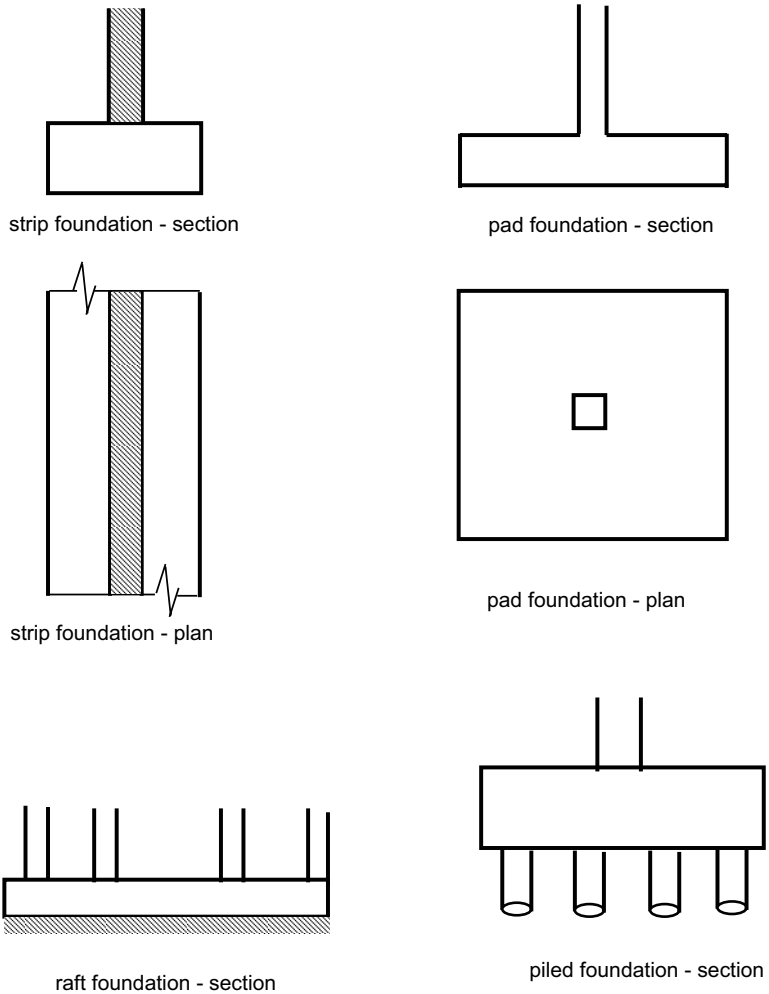 strip foundation - section
pad foundation - section
strip foundation - plan
pad foundation - plan
raft foundation - section
piled foundation - section